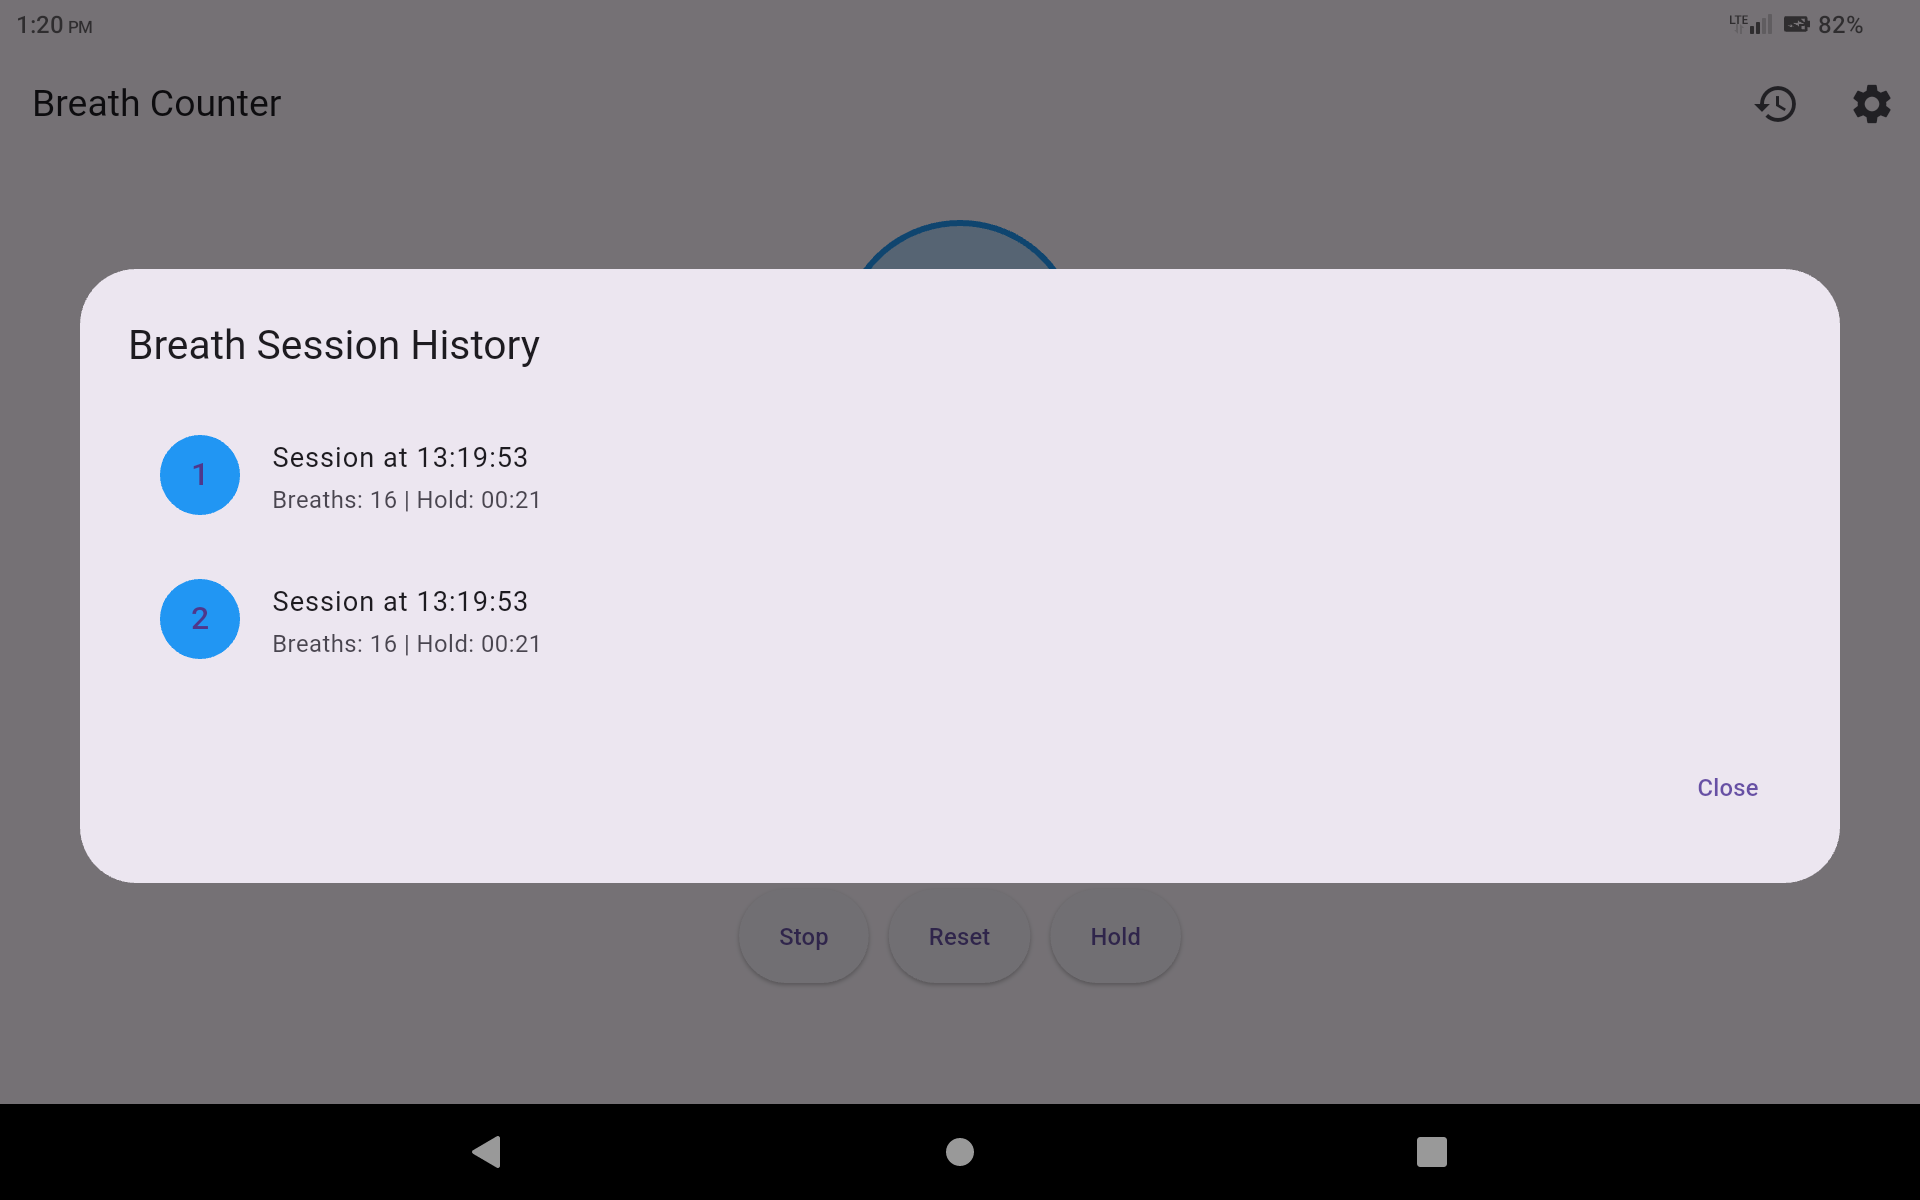 1:20 PM
LTE 82%
Breath Counter
Breath Session History
1
Session at 13:19:53
Breaths: 16 | Hold: 00:21
2
Session at 13:19:53
Breaths: 16 | Hold: 00:21
Close
Stop Reset Hold